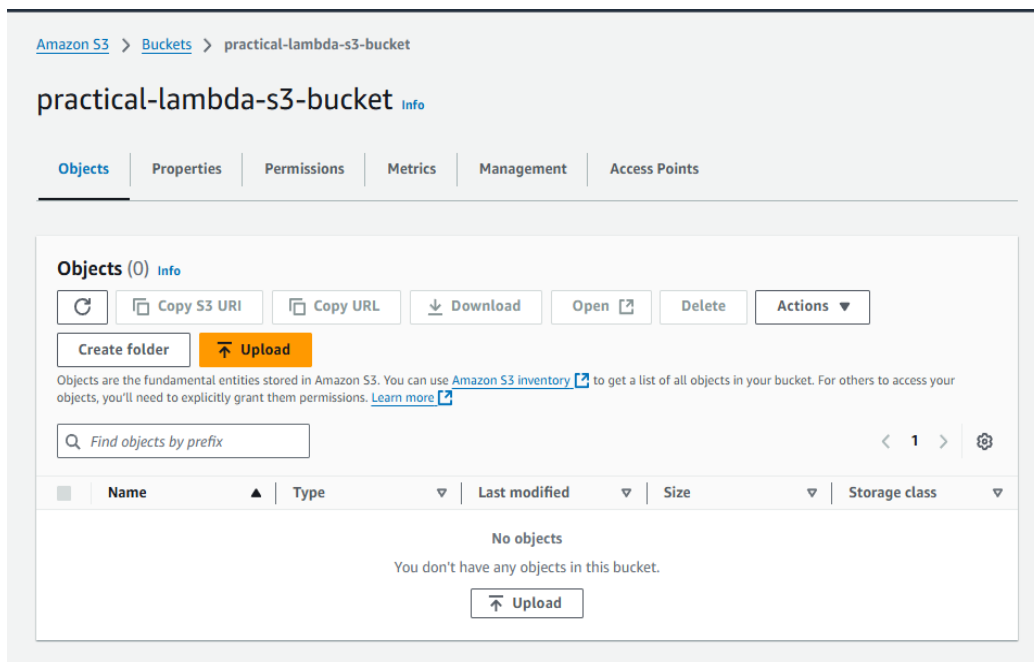 Amazon S3 > Buckets > practical-lambda-s3-bucket
practical-lambda-s3-bucket Info
Objects Properties Permissions Metrics Management Access Points
Objects (0) Info
Copy S3 URI Copy URL Download Open Delete Actions
Create folder Upload
Objects are the fundamental entities stored in Amazon S3. You can use Amazon S3 inventory to get a list of all objects in your bucket. For others to access your
objects, you'll need to explicitly grant them permissions. Learn more
Find objects by prefix < 1 >
Name Type Last modified Size Storage class
No objects
You don't have any objects in this bucket.
Upload